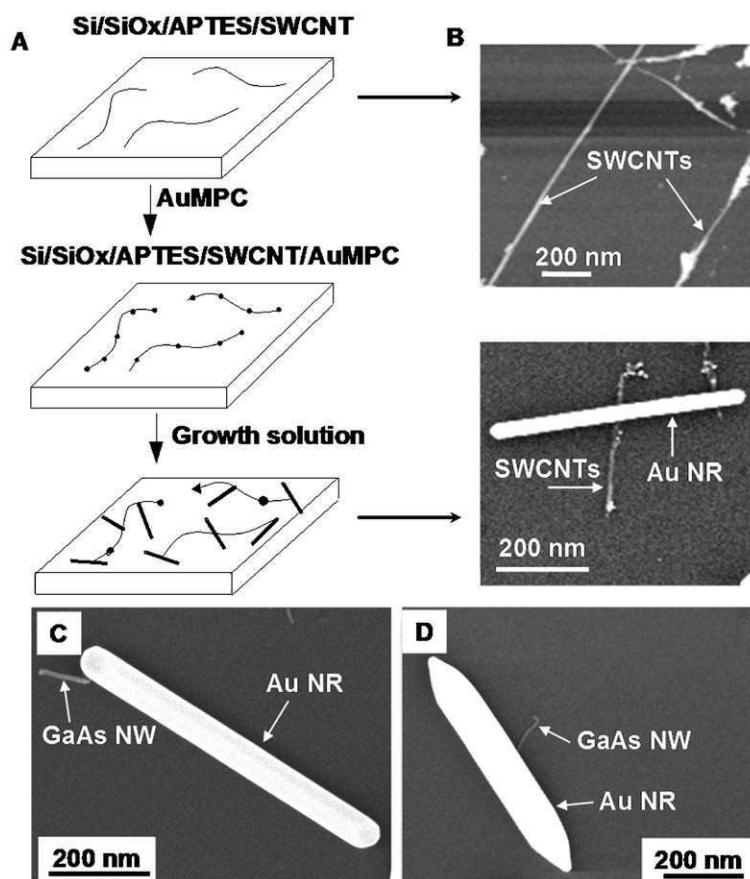 Si/SiOx/APTES/SWCNT
A
AuMPC
Si/SiOx/APTES/SWCNT/AuMPC
Growth solution
B
SWCNTs
200 nm
SWCNTs
Au NR
200 nm
C
GaAs NW
Au NR
200 nm
D
GaAs NW
Au NR
200 nm